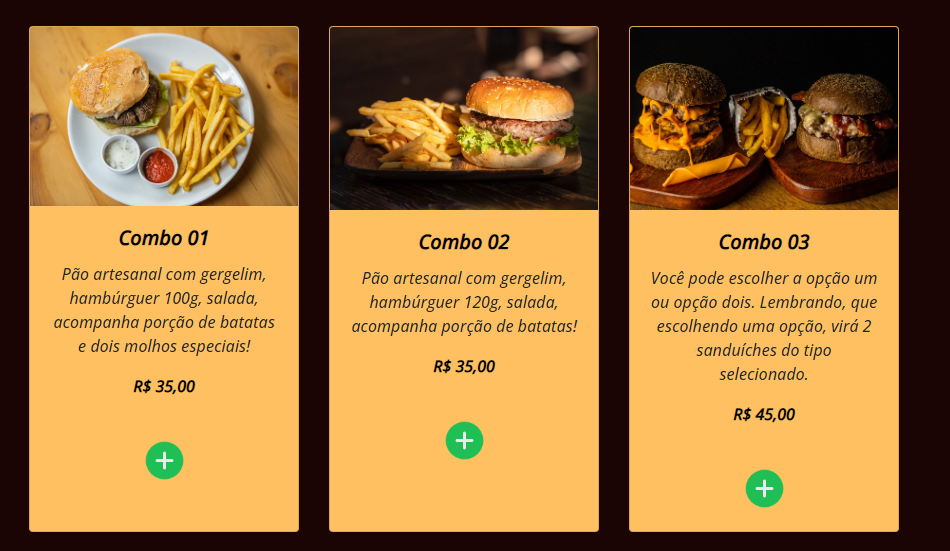 Combo 01
Pão artesanal com gergelim,
hambúrguer 100g, salada,
acompanha porção de batatas
e dois molhos especiais!
R$ 35,00
Combo 02
Pão artesanal com gergelim,
hambúrguer 120g, salada,
acompanha porção de batatas!
R$ 35,00
Combo 03
Você pode escolher a opção um
ou opção dois. Lembrando, que
escolhendo uma opção, virá 2
sanduíches do tipo
selecionado.
R$ 45,00